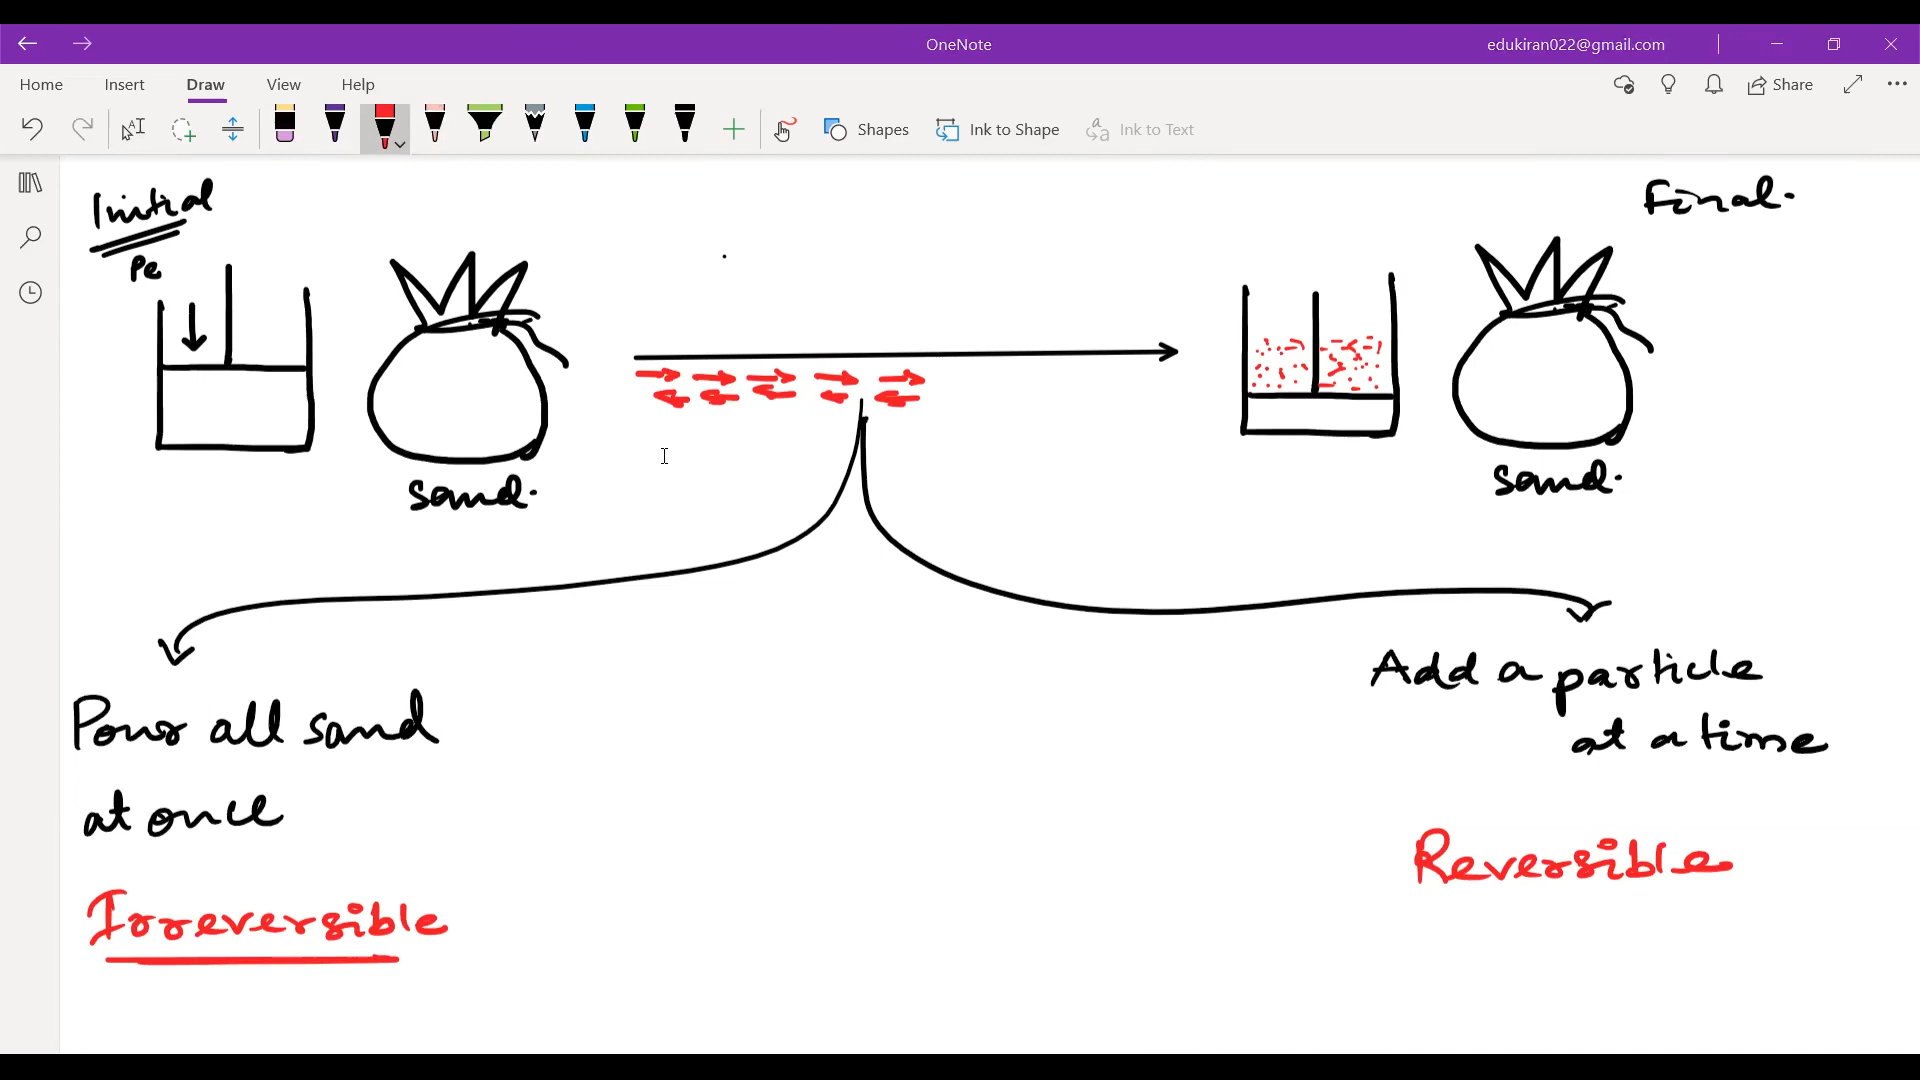 OneNote
edukiran022@gmail.com
Home Insert Draw View Help
Share
Shapes
Ink to Shape
Ink to Text
Initial
Pe
Final.
sand.
sand.
Pour all sand
at once
Irreversible
Add a particle
at a time
Reversible